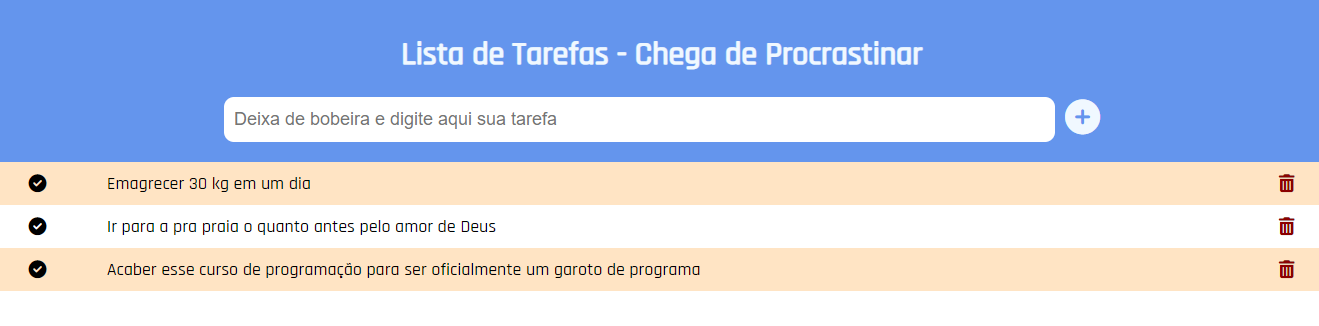 Lista de Tarefas - Chega de Procrastinar
Deixa de bobeira e digite aqui sua tarefa
Emagrecer 30 kg em um dia
Ir para a pra praia o quanto antes pelo amor de Deus
Acaber esse curso de programação para ser oficialmente um garoto de programa